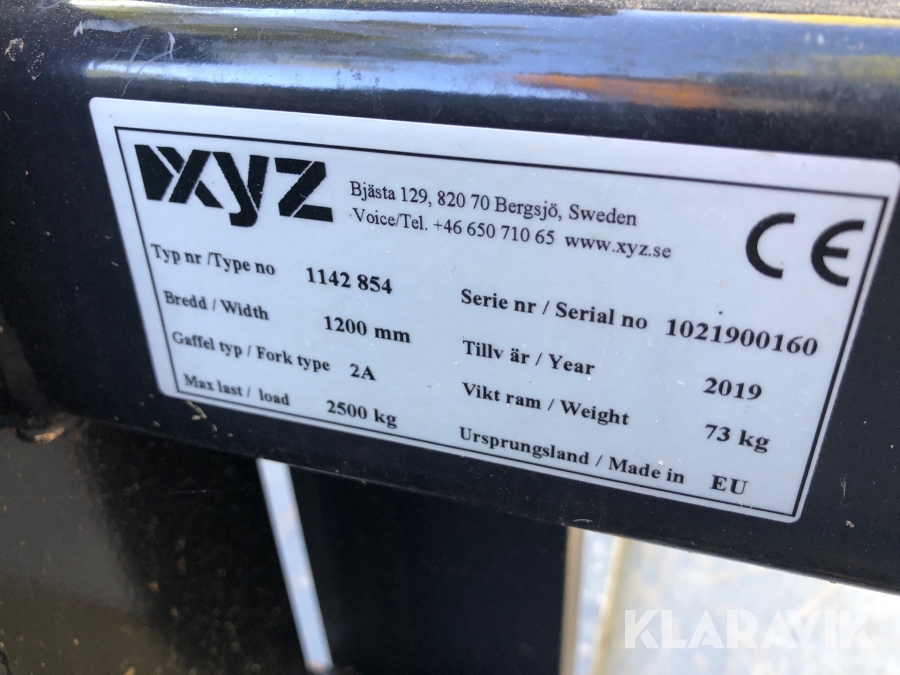 XYZ
Bjästa 129, 820 70 Bergsjö, Sweden
Voice/Tel. +46 650 710 65 www.xyz.se
CE
Typ nr /Type no 1142 854
Bredd / Width 1200 mm
Gaffel typ / Fork type 2A
Max last / load 2500 kg
Serie nr / Serial no 1021900160
Tillv år / Year 2019
Vikt ram / Weight 73 kg
Ursprungsland / Made in EU
KLARAVIK